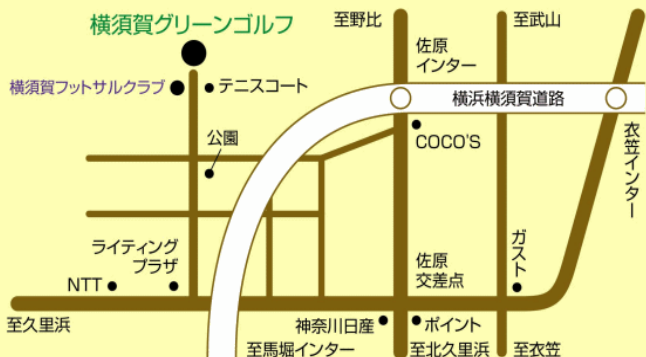 横須賀グリーンゴルフ
至野比
至武山
佐原
インター
横須賀フットサルクラブ
テニスコート
横浜横須賀道路
COCO'S
衣笠インター
公園
ライティング
プラザ
NTT
佐原
交差点
ガスト
至久里浜
神奈川日産
ポイント
至馬堀インター
至北久里浜
至衣笠